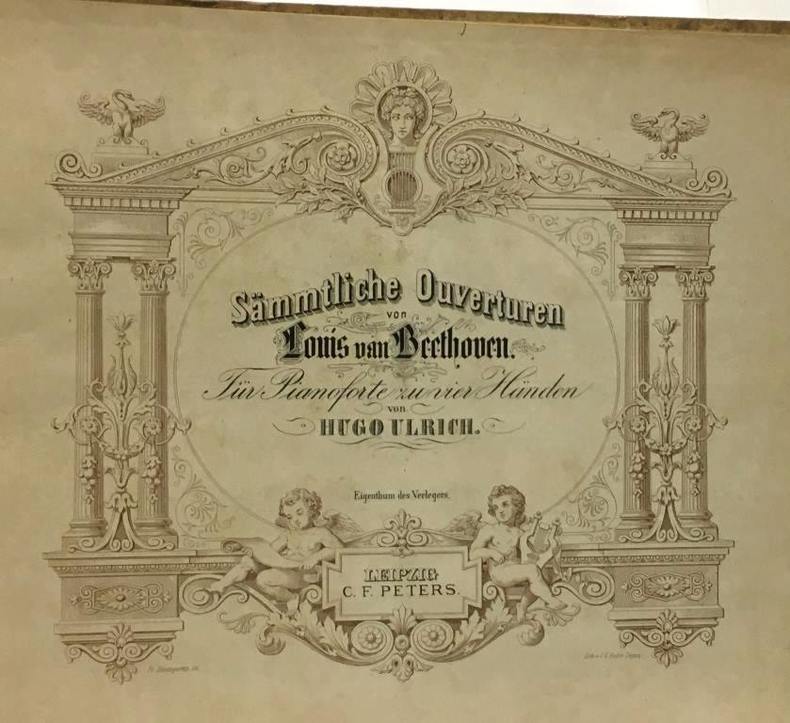 Sämmtliche Ouverturen
von
Louis van Beethoven.
Für Pianoforte zu vier Händen
von
HUGO ULRICH.
Eigenthum des Verlegers.
LEIPZIG
C. F. PETERS.